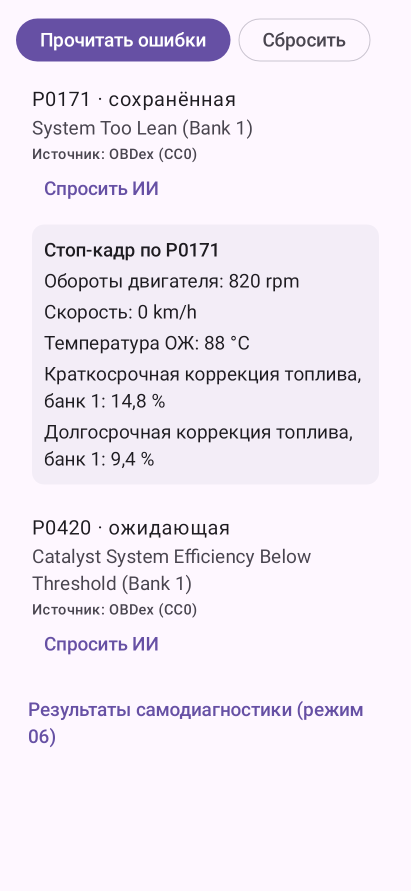 Прочитать ошибки
Сбросить
P0171 · сохранённая
System Too Lean (Bank 1)
Источник: OBDex (CC0)
Спросить ИИ
Стоп-кадр по P0171
Обороты двигателя: 820 rpm
Скорость: 0 km/h
Температура ОЖ: 88 °C
Краткосрочная коррекция топлива,
банк 1: 14,8 %
Долгосрочная коррекция топлива,
банк 1: 9,4 %
P0420 · ожидающая
Catalyst System Efficiency Below
Threshold (Bank 1)
Источник: OBDex (CC0)
Спросить ИИ
Результаты самодиагностики (режим
06)